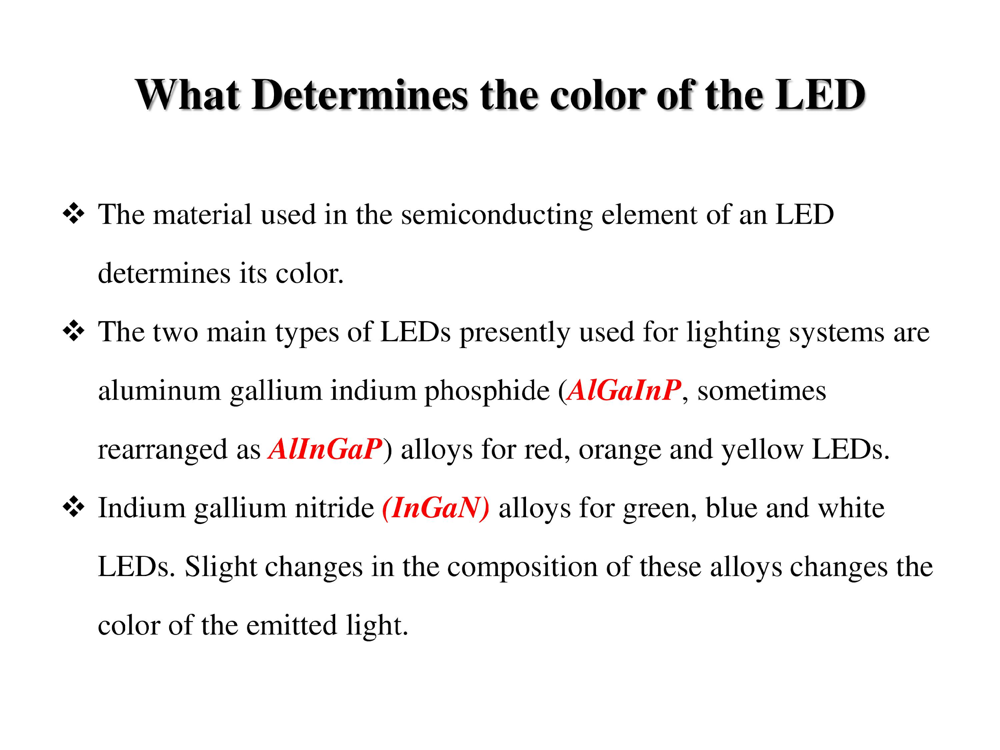 What Determines the color of the LED
❖ The material used in the semiconducting element of an LED
determines its color.
❖ The two main types of LEDs presently used for lighting systems are
aluminum gallium indium phosphide (AlGaInP, sometimes
rearranged as AlInGaP) alloys for red, orange and yellow LEDs.
❖ Indium gallium nitride (InGaN) alloys for green, blue and white
LEDs. Slight changes in the composition of these alloys changes the
color of the emitted light.